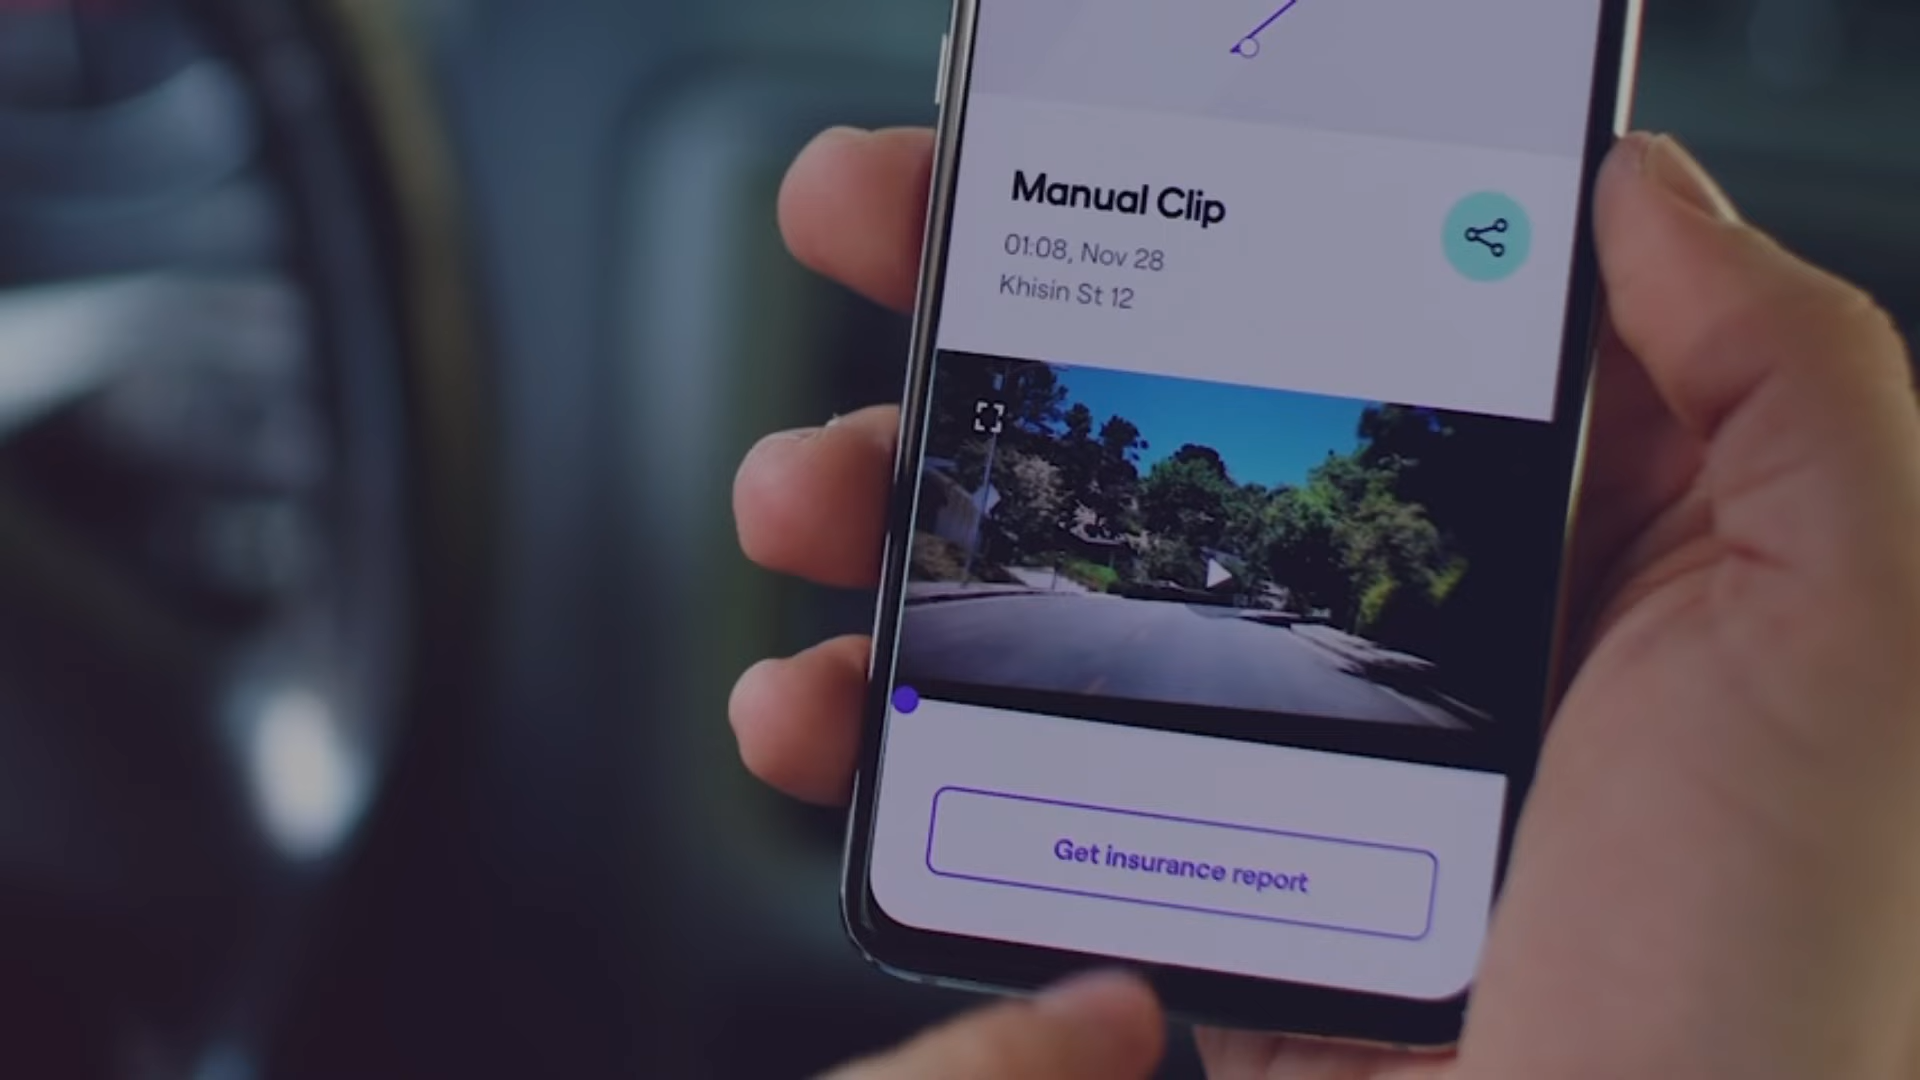 Manual Clip
01:08, Nov 28
Khisin St 12
Get insurance report